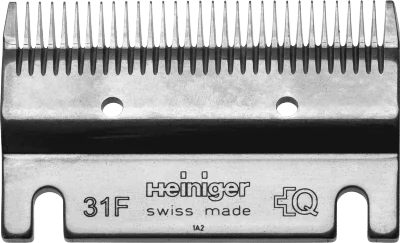 Heiniger
31F swiss made Q
1A2